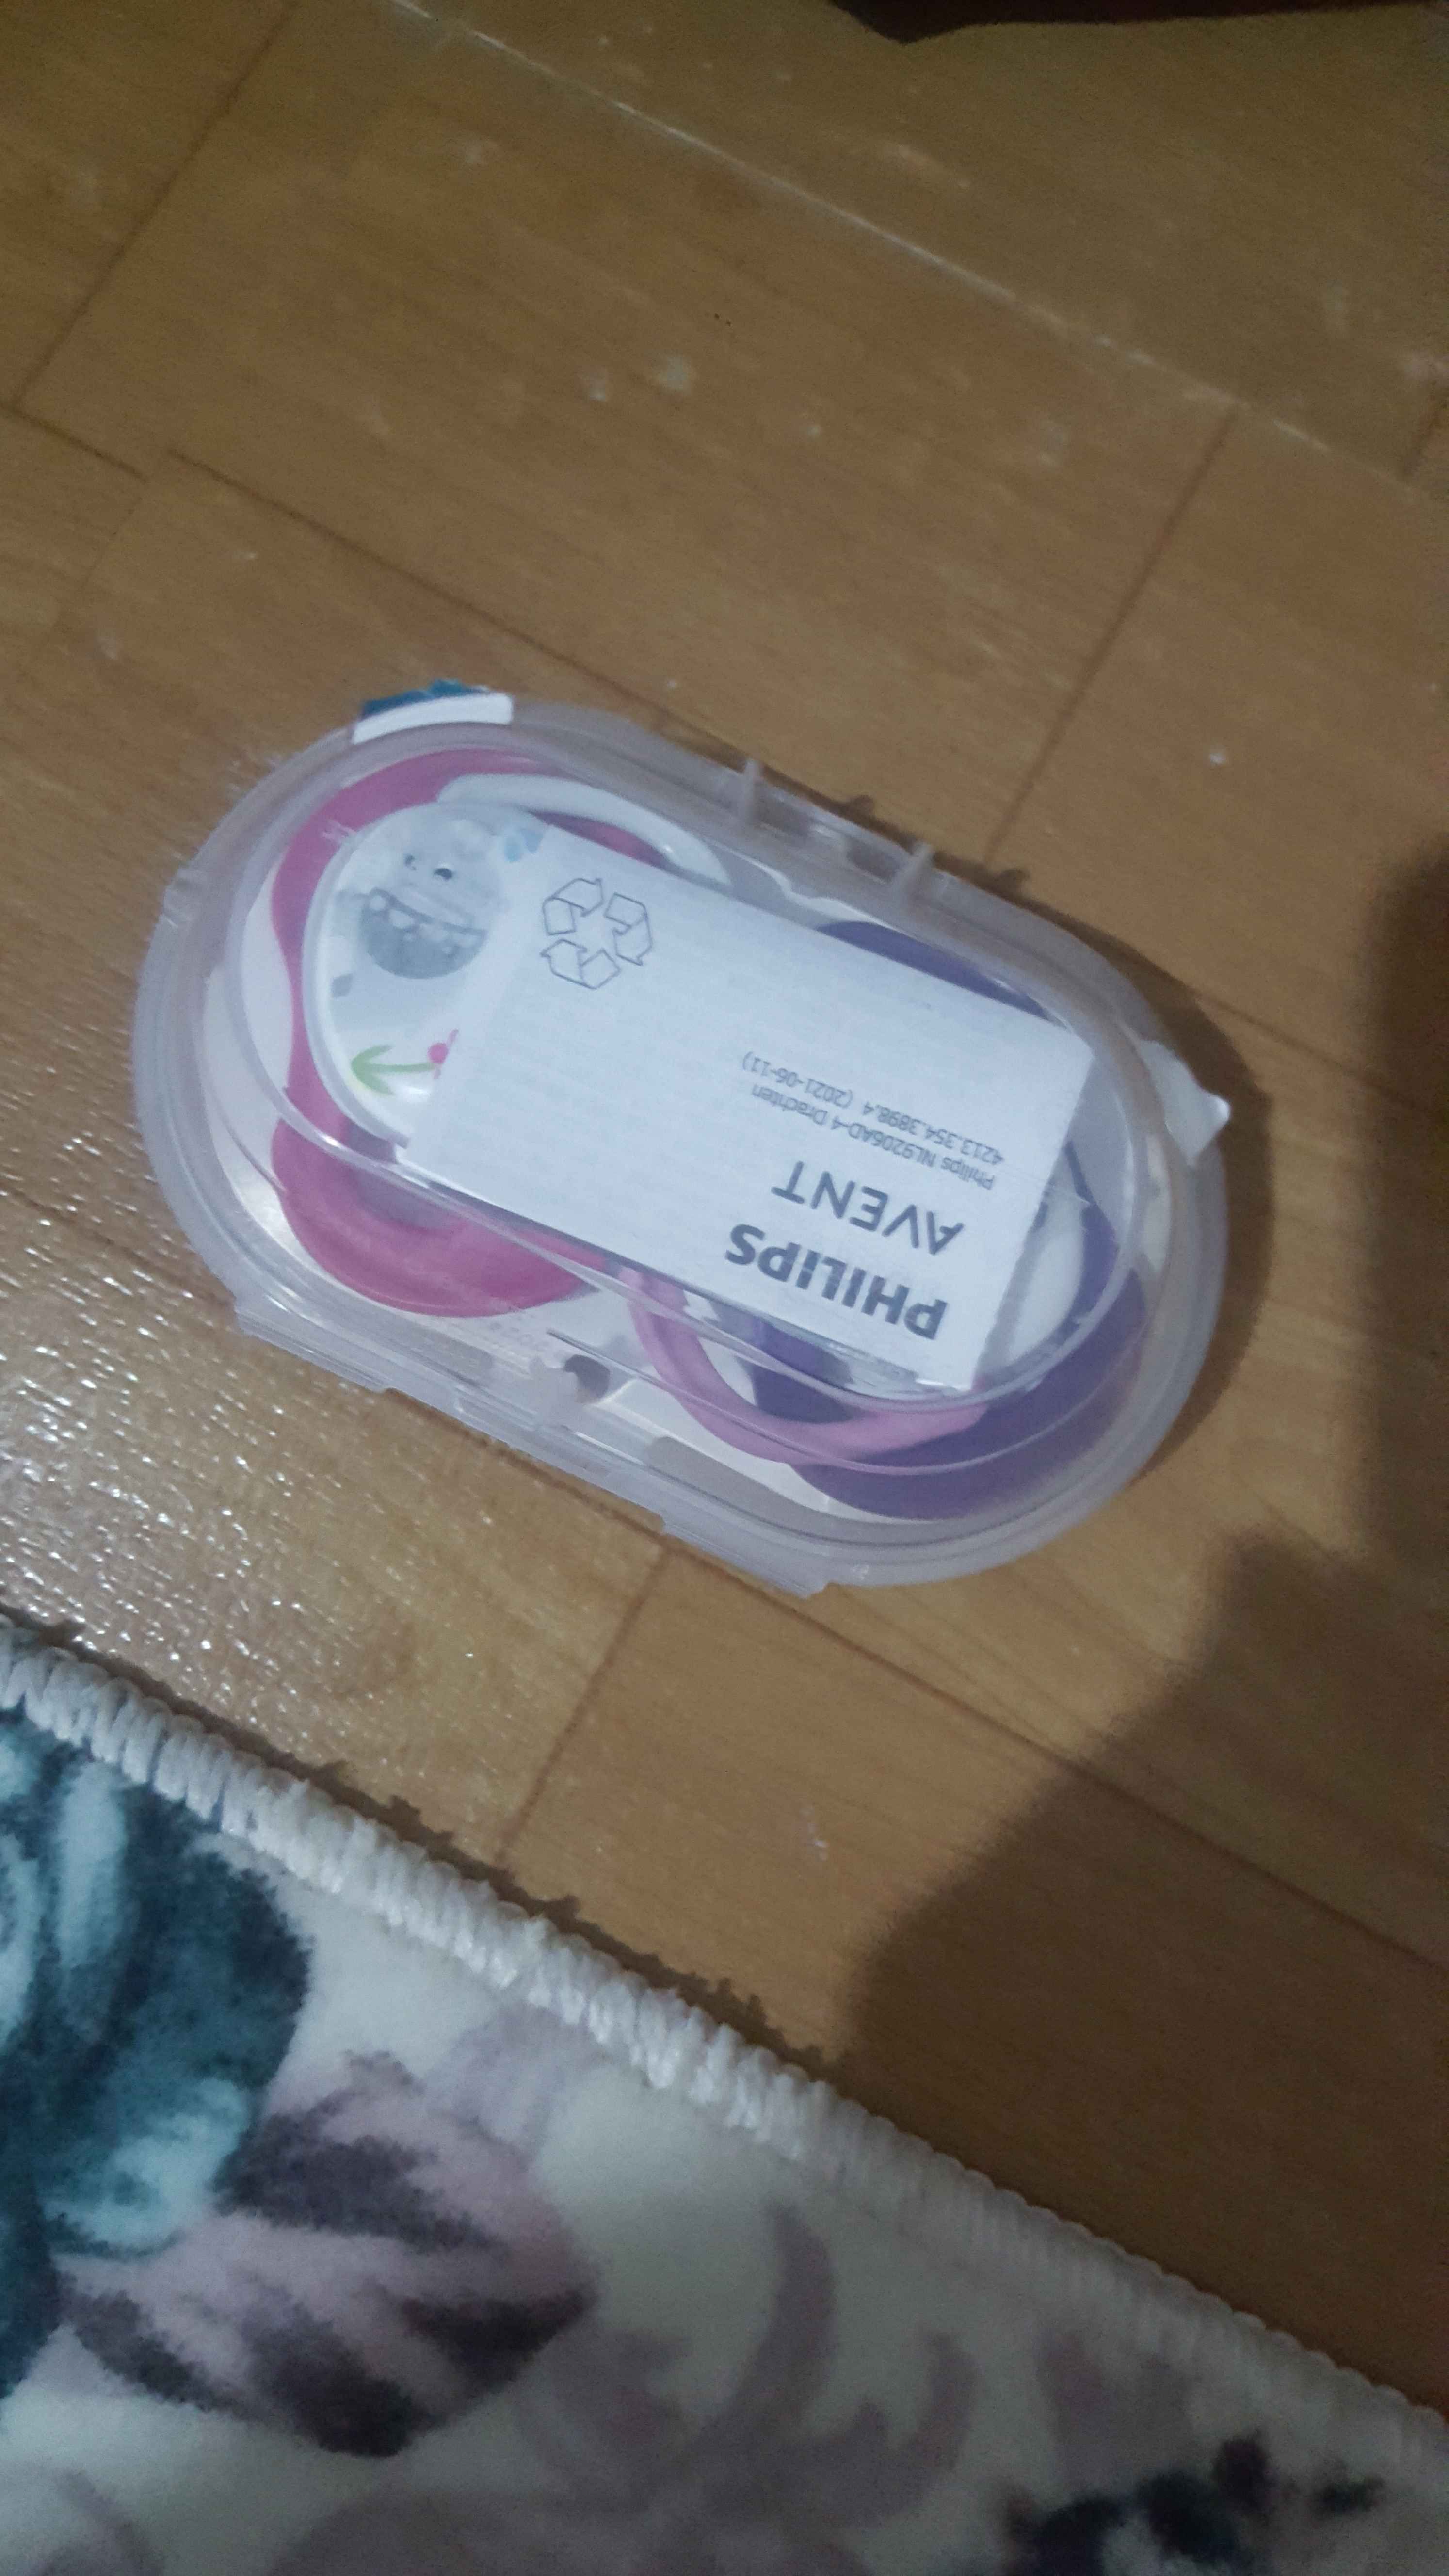 PHILIPS
AVENT
Philips NL9206AD-4 Drachten
4213.354.3898.4 (2021-06-11)